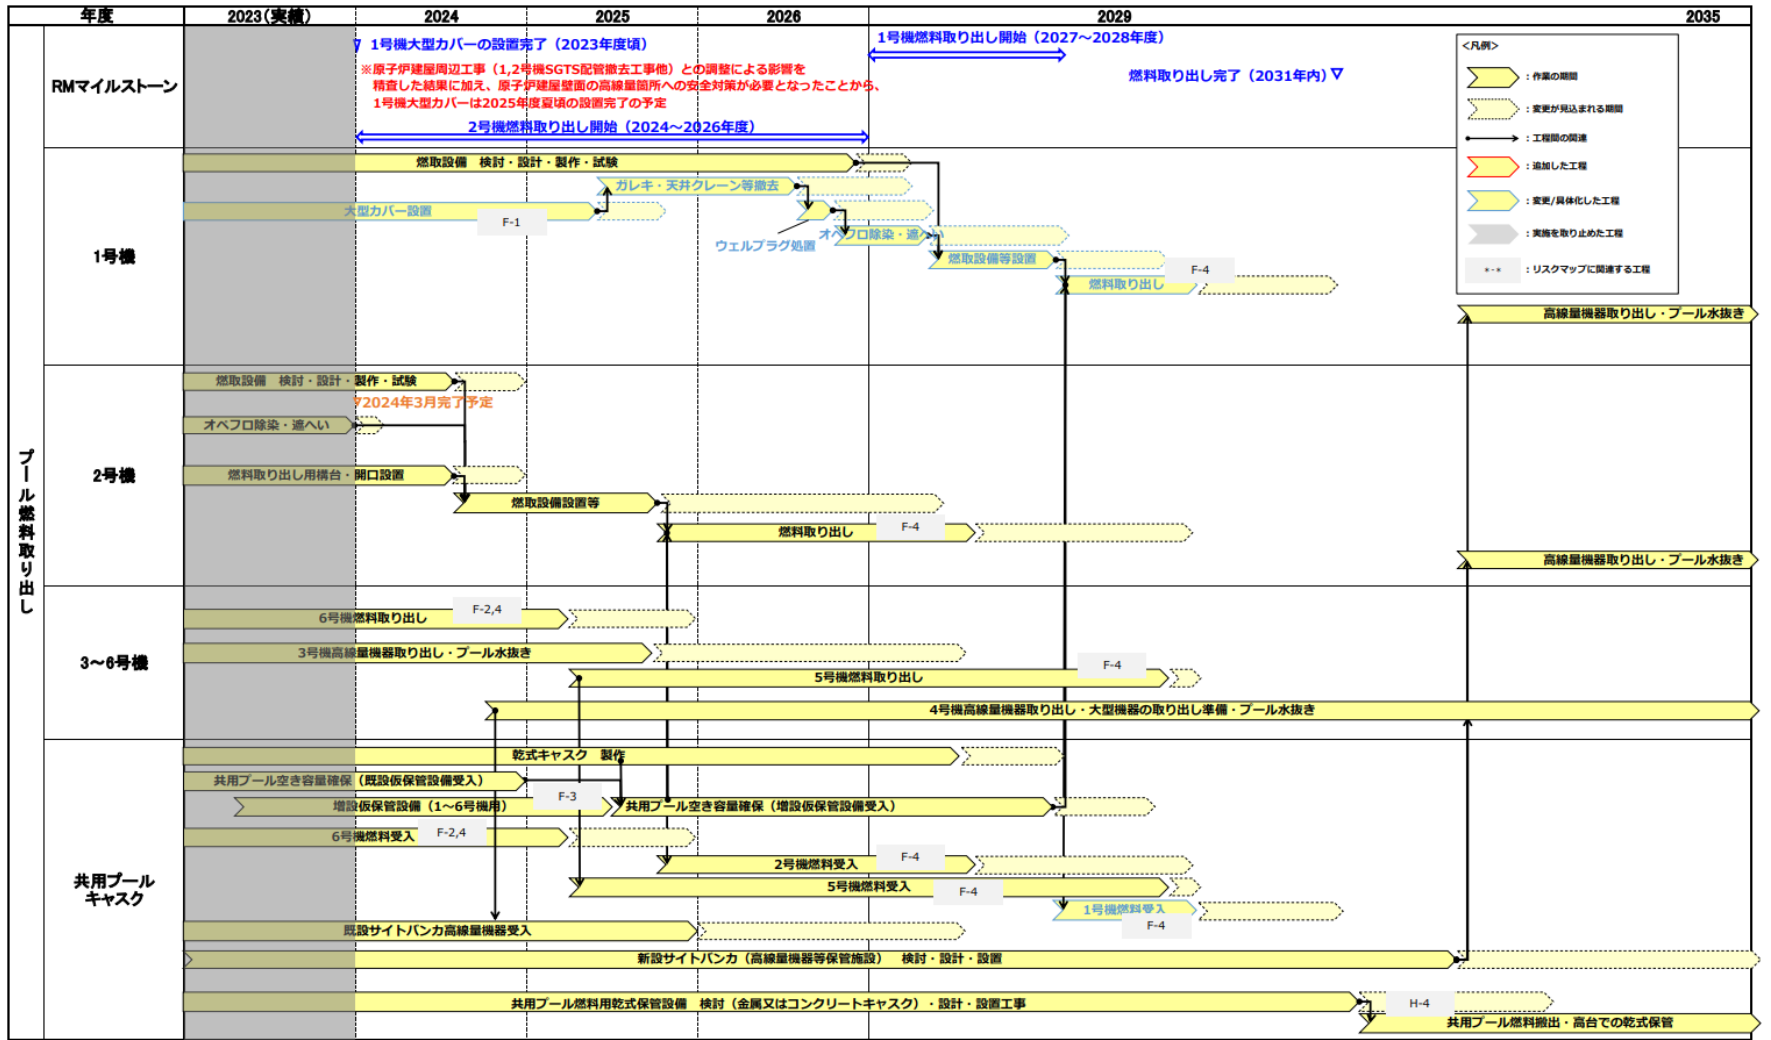 年度
2023(実績)
2024
2025
2026
2029
2035
プール燃料取り出し
RMマイルストーン
1号機大型カバーの設置完了（2023年度頃）
※原子炉建屋周辺工事（1,2号機SGTS配管撤去工事他）との調整による影響を
精査した結果に加え、原子炉建屋壁面の高線量箇所への安全対策が必要となったことから、
1号機大型カバーは2025年度夏頃の設置完了の予定
2号機燃料取り出し開始（2024～2026年度）
1号機燃料取り出し開始（2027～2028年度）
燃料取り出し完了（2031年内）▽
＜凡例＞
：作業の期間
：変更が見込まれる期間
：工程間の関連
：追加した工程
：変更/具体化した工程
：実施を取り止めた工程
*-*
：リスクマップに関連する工程
1号機
燃取設備　検討・設計・製作・試験
ガレキ・天井クレーン等撤去
大型カバー設置
F-1
ウェルプラグ処置
オペフロ除染・遮へい
燃取設備等設置
F-4
燃料取り出し
高線量機器取り出し・プール水抜き
2号機
燃取設備　検討・設計・製作・試験
▽2024年3月完了予定
オペフロ除染・遮へい
燃料取り出し用構台・開口設置
燃取設備設置等
燃料取り出し
F-4
高線量機器取り出し・プール水抜き
3～6号機
F-2,4
6号機燃料取り出し
3号機高線量機器取り出し・プール水抜き
F-4
5号機燃料取り出し
4号機高線量機器取り出し・大型機器の取り出し準備・プール水抜き
共用プール
キャスク
乾式キャスク　製作
共用プール空き容量確保（既設仮保管設備受入）
F-3
増設仮保管設備（1～6号機用）
共用プール空き容量確保（増設仮保管設備受入）
6号機燃料受入
F-2,4
2号機燃料受入
F-4
5号機燃料受入
F-4
1号機燃料受入
F-4
既設サイトバンカ高線量機器受入
新設サイトバンカ（高線量機器等保管施設）　検討・設計・設置
共用プール燃料用乾式保管設備　検討（金属又はコンクリートキャスク）・設計・設置工事
H-4
共用プール燃料搬出・高台での乾式保管